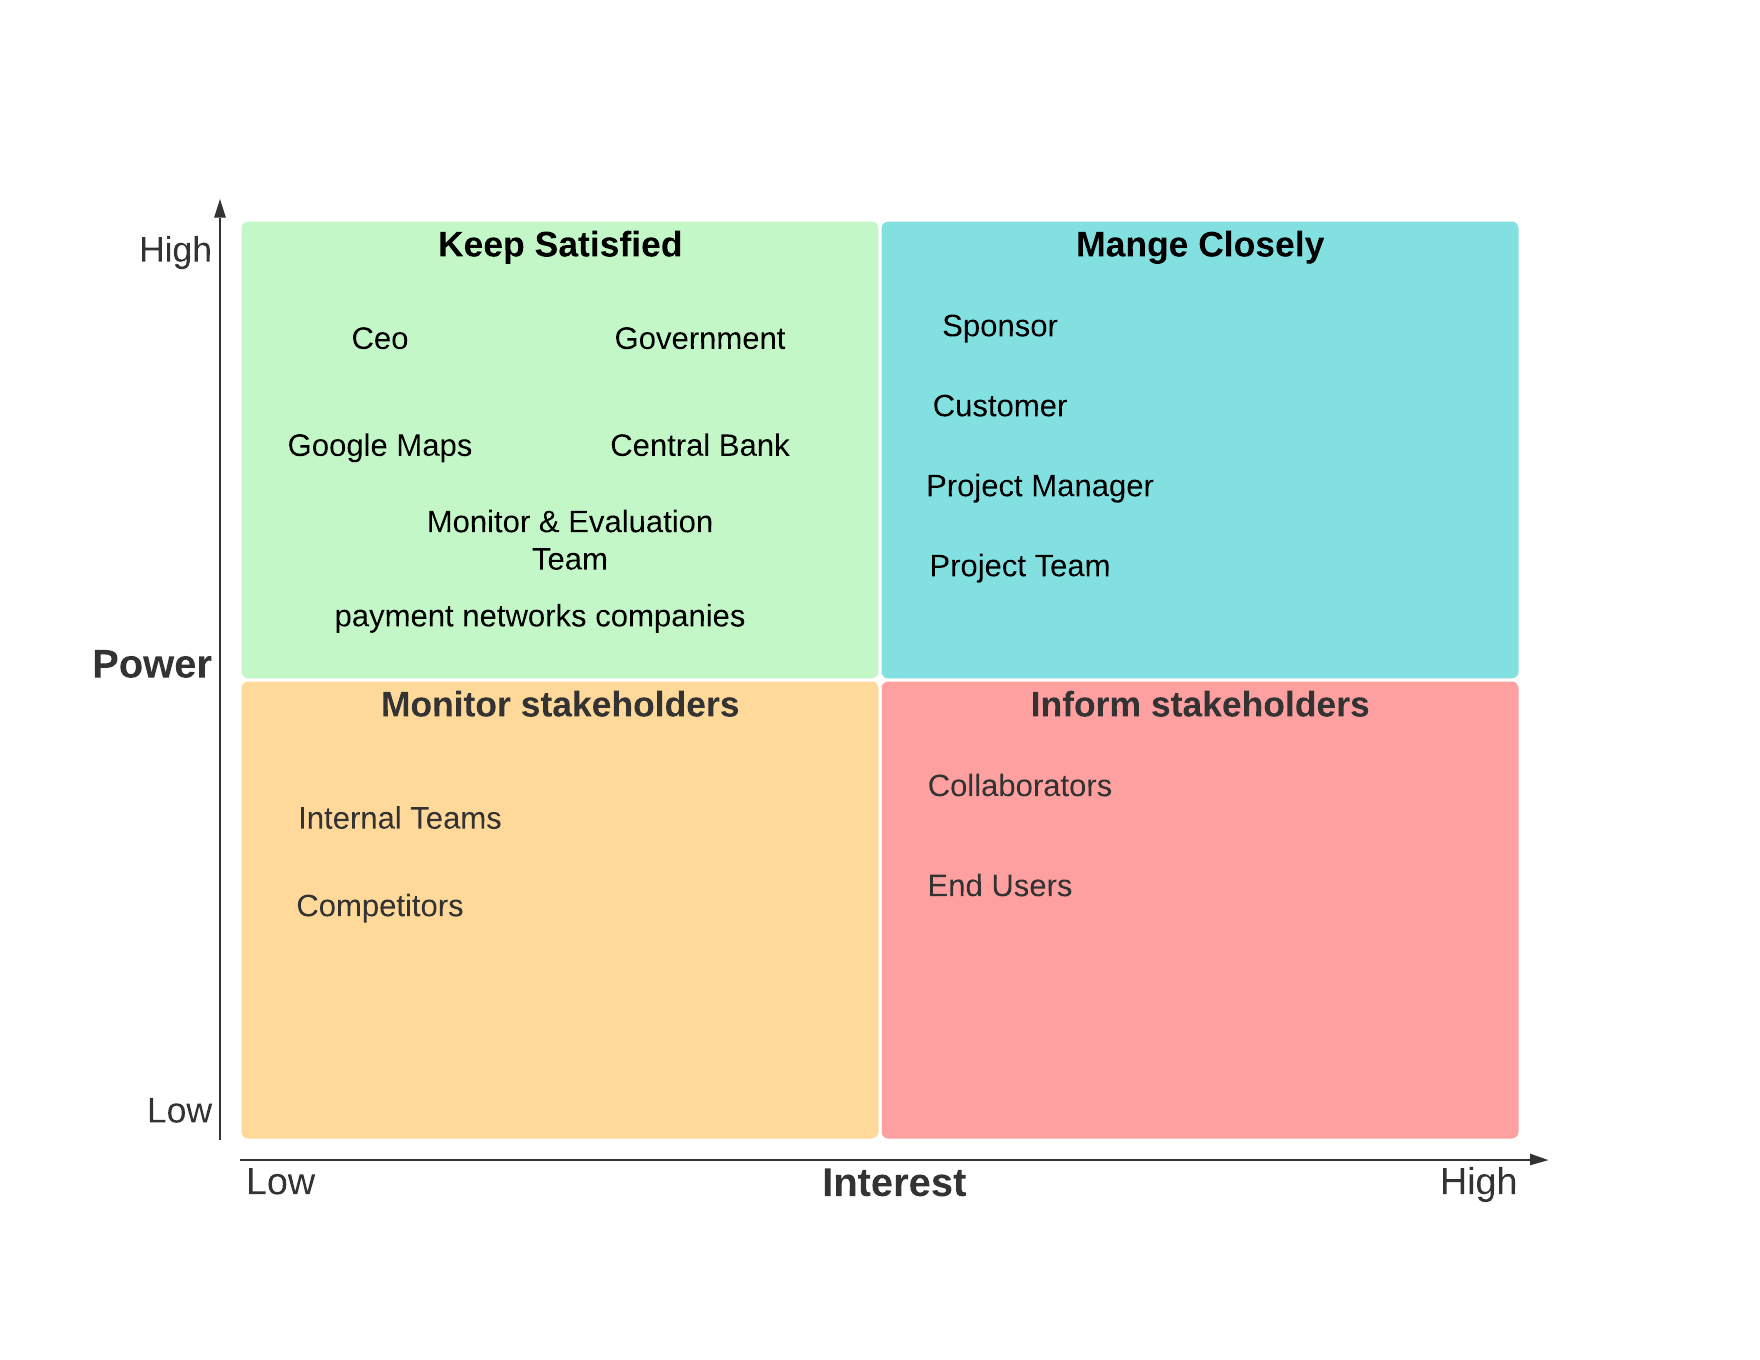 High
Keep Satisfied
Mange Closely
Ceo
Government
Sponsor
Customer
Google Maps
Central Bank
Project Manager
Monitor & Evaluation
Team
Project Team
payment networks companies
Power
Monitor stakeholders
Inform stakeholders
Collaborators
Internal Teams
End Users
Competitors
Low
Low
Interest
High